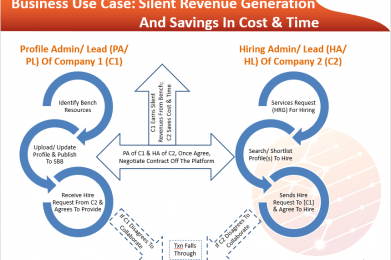 Business Use Case: Silent Revenue Generation
And Savings In Cost & Time
Profile Admin/ Lead (PA/
PL) Of Company 1 (C1)
Hiring Admin/ Lead (HA/
HL) Of Company 2 (C2)
Identify Bench
Resources
Upload/ Update
Profile & Publish
To SBB
Receive Hire
Request From C2 &
Agrees To Provide
C1 Earns Silent
Revenues From Bench;
C2 Saves Cost & Time
PA of C1 & HA of C2, Once Agree,
Negotiate Contract Off The Platform
Services Request
(HRG) For Hiring
Search/ Shortlist
Profile(s) To Hire
Sends Hire
Request To [C1]
& Agree To Hire
If C1 Disagrees To
Collaborate
If C2 Disagrees To
Collaborate
Txn Falls
Through